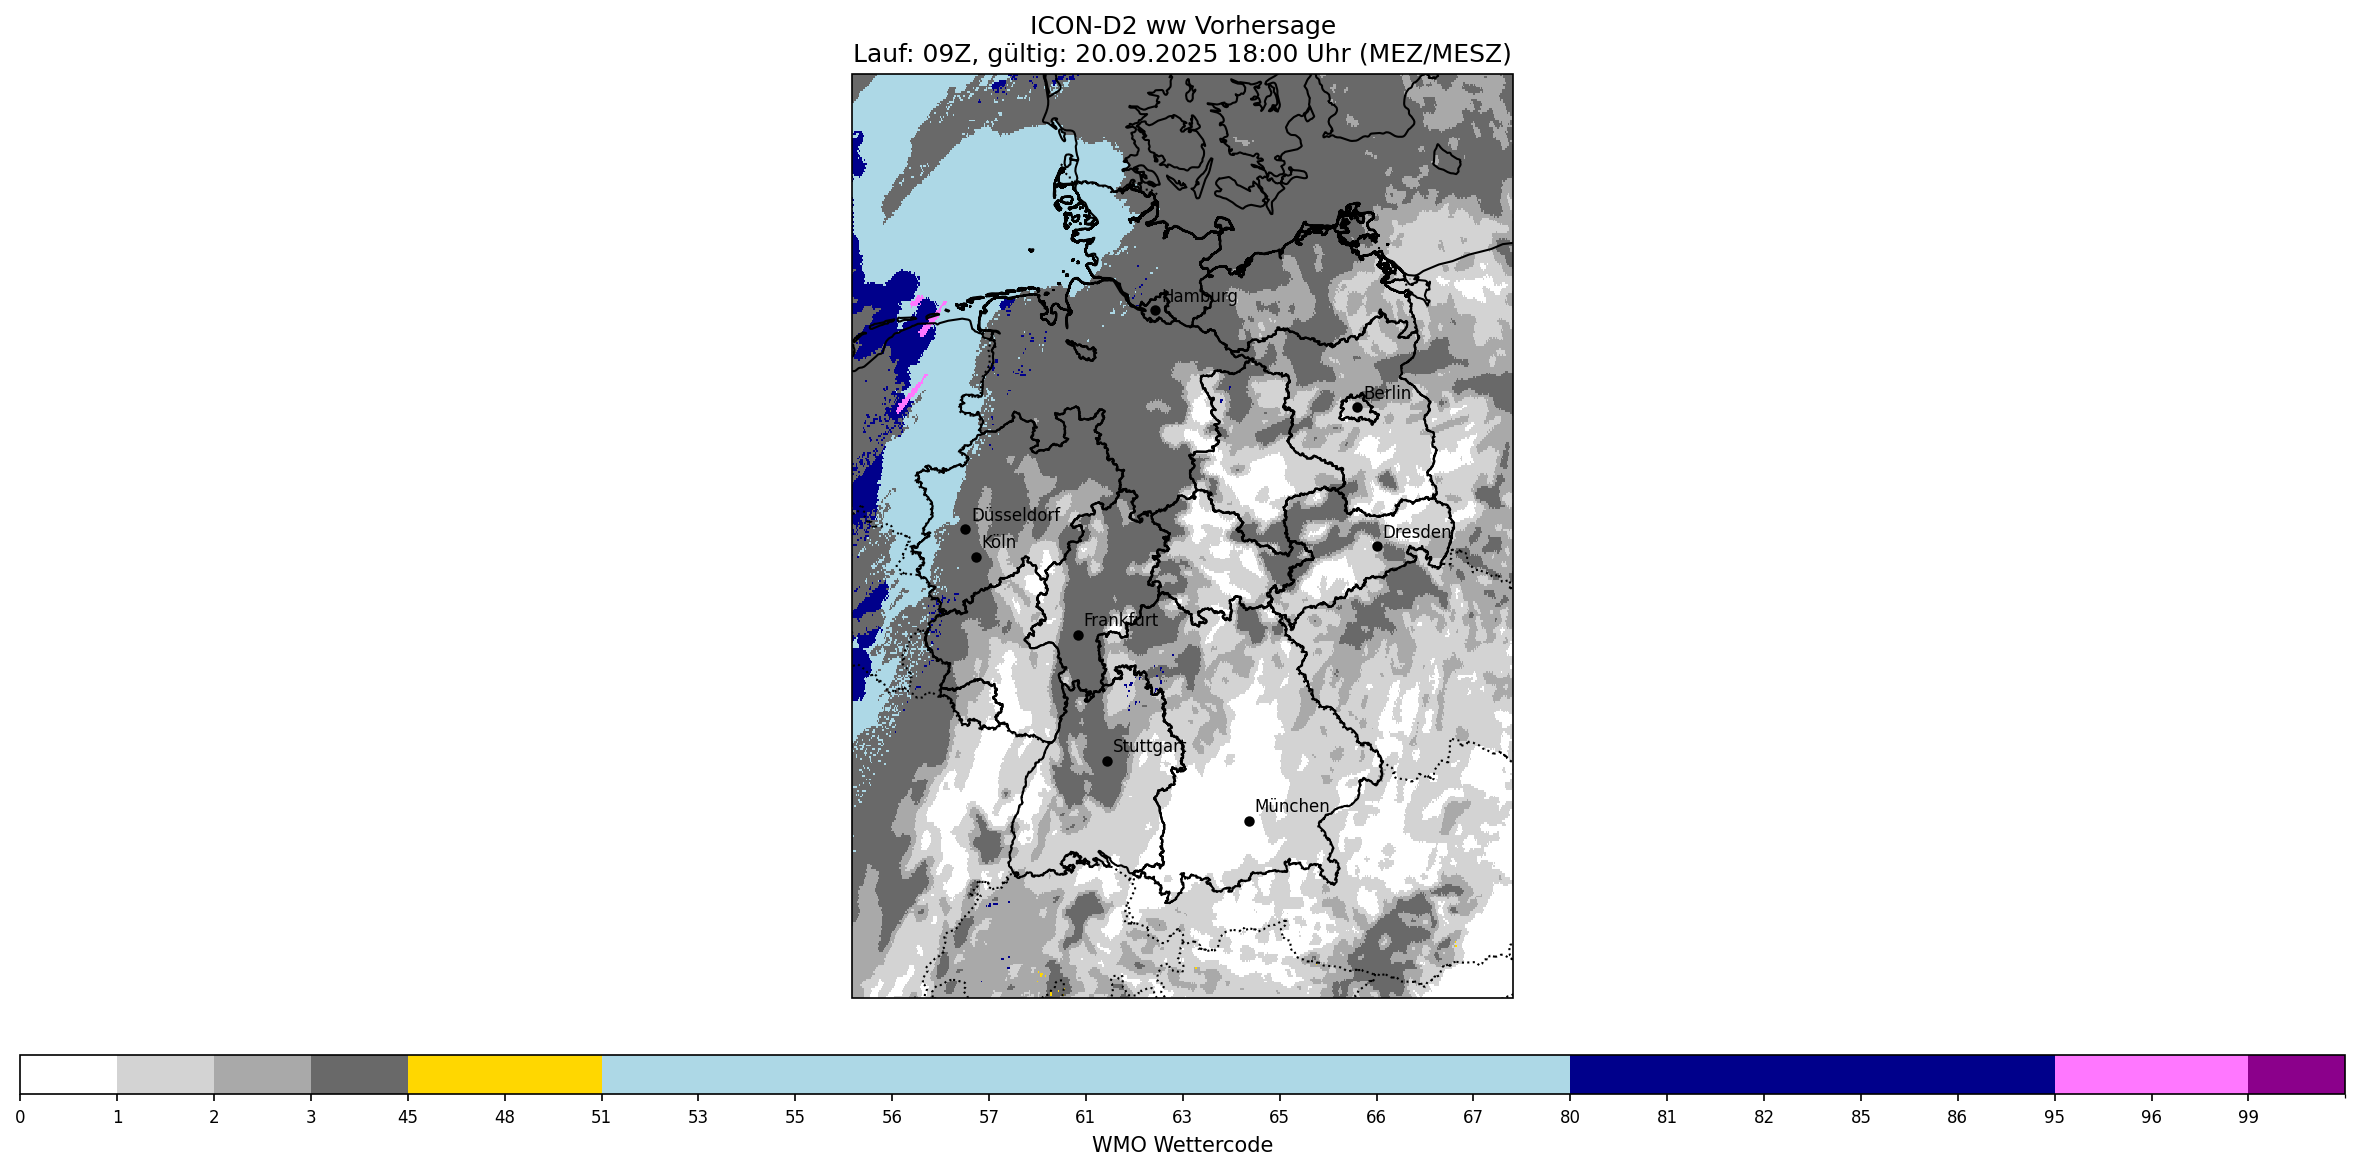 ICON-D2 ww Vorhersage
Lauf: 09Z, gültig: 20.09.2025 18:00 Uhr (MEZ/MESZ)
Hamburg
Berlin
Düsseldorf
Dresden
Köln
Frankfurt
Stuttgart
München
0 1 2 3 45 48 51 53 55 56 57 61 63 65 66 67 80 81 82 85 86 95 96 99
WMO Wettercode